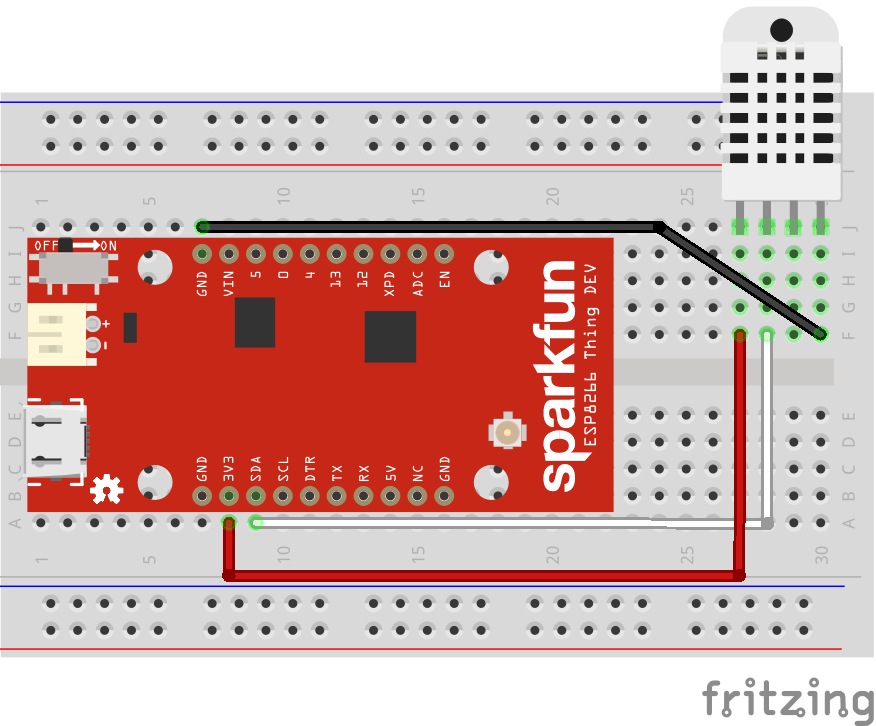 1 5 10 15 20 25
J
I
H
G
F
E
D
C
B
A
OFF ON
GND VIN 5 0 4 13 12 XPD ADC EN
+
-
GND 3V3 SDA SCL DTR TX RX 5V NC GND
sparkfun
ESP8266 Thing DEV
J
I
H
G
F
E
D
C
B
A
1 5 10 15 20 25 30
fritzing